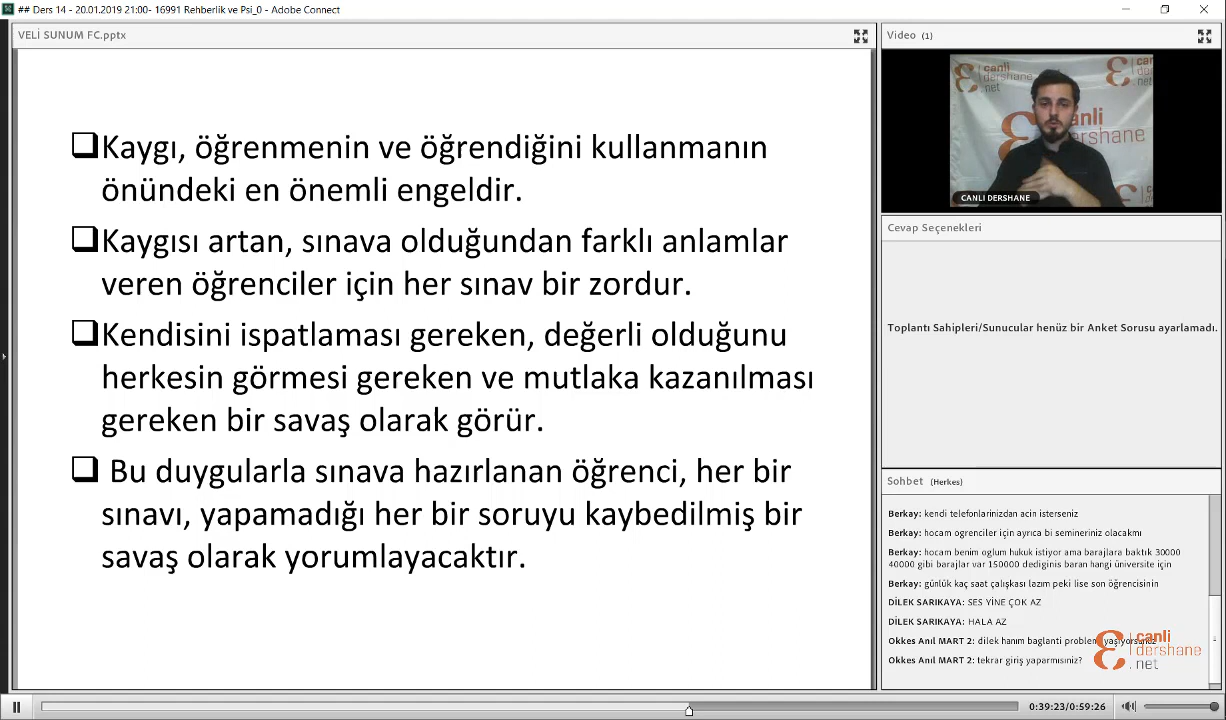 ## Ders 14 - 20.01.2019 21:00- 16991 Rehberlik ve Psi_0 - Adobe Connect
VELİ SUNUM FC.pptx
Kaygı, öğrenmenin ve öğrendiğini kullanmanın
önündeki en önemli engeldir.
Kaygısı artan, sınava olduğundan farklı anlamlar
veren öğrenciler için her sınav bir zordur.
Kendisini ispatlaması gereken, değerli olduğunu
herkesin görmesi gereken ve mutlaka kazanılması
gereken bir savaş olarak görür.
Bu duygularla sınava hazırlanan öğrenci, her bir
sınavı, yapamadığı her bir soruyu kaybedilmiş bir
savaş olarak yorumlayacaktır.
Video (1)
canli
dershane
.net
canli
dershane
CANLI DERSHANE
Cevap Seçenekleri
Toplantı Sahipleri/Sunucular henüz bir Anket Sorusu ayarlamadı.
Sohbet (Herkes)
Berkay: kendi telefonlarinizdan acin isterseniz
Berkay: hocam ogrenciler için ayrıca bi semineriniz olacakmı
Berkay: hocam benim oglum hukuk istiyor ama barajlara baktık 30000
40000 gibi barajlar var 150000 dediginis baran hangi üniversite için
Berkay: günlük kaç saat çalışkası lazım peki lise son öğrencisinin
DİLEK SARIKAYA: SES YİNE ÇOK AZ
DİLEK SARIKAYA: HALA AZ
Okkes Anıl MART 2: dilek hanım baglanti problemi yaşıyorsunuz
Okkes Anıl MART 2: tekrar giriş yaparmısınız?
canli
dershane
.net
0:39:23/0:59:26